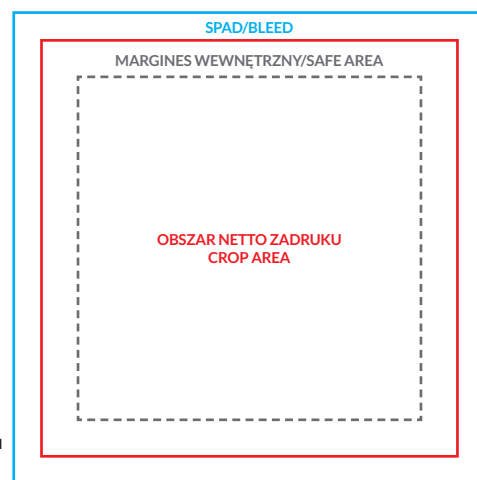 SPAD/BLEED
MARGINES WEWNĘTRZNY/SAFE AREA
OBSZAR NETTO ZADRUKU
CROP AREA